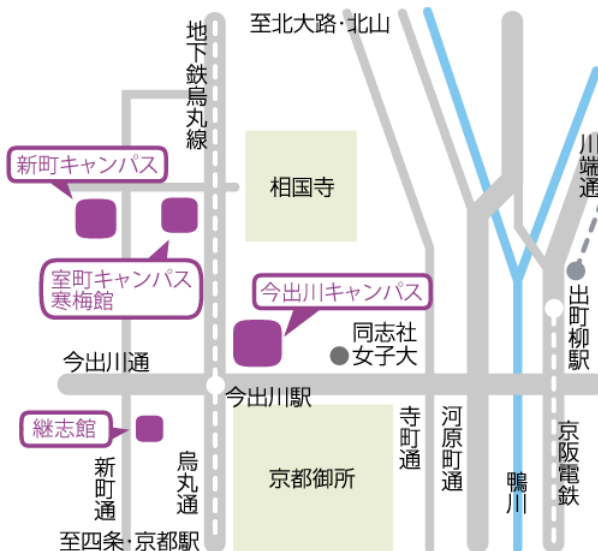 至北大路・北山
地下鉄烏丸線
川端通
新町キャンパス
相国寺
室町キャンパス
寒梅館
今出川キャンパス
同志社
女子大
出町柳駅
今出川通
今出川駅
継志館
新町通
烏丸通
京都御所
寺町通
河原町通
鴨川
京阪電鉄
至四条・京都駅